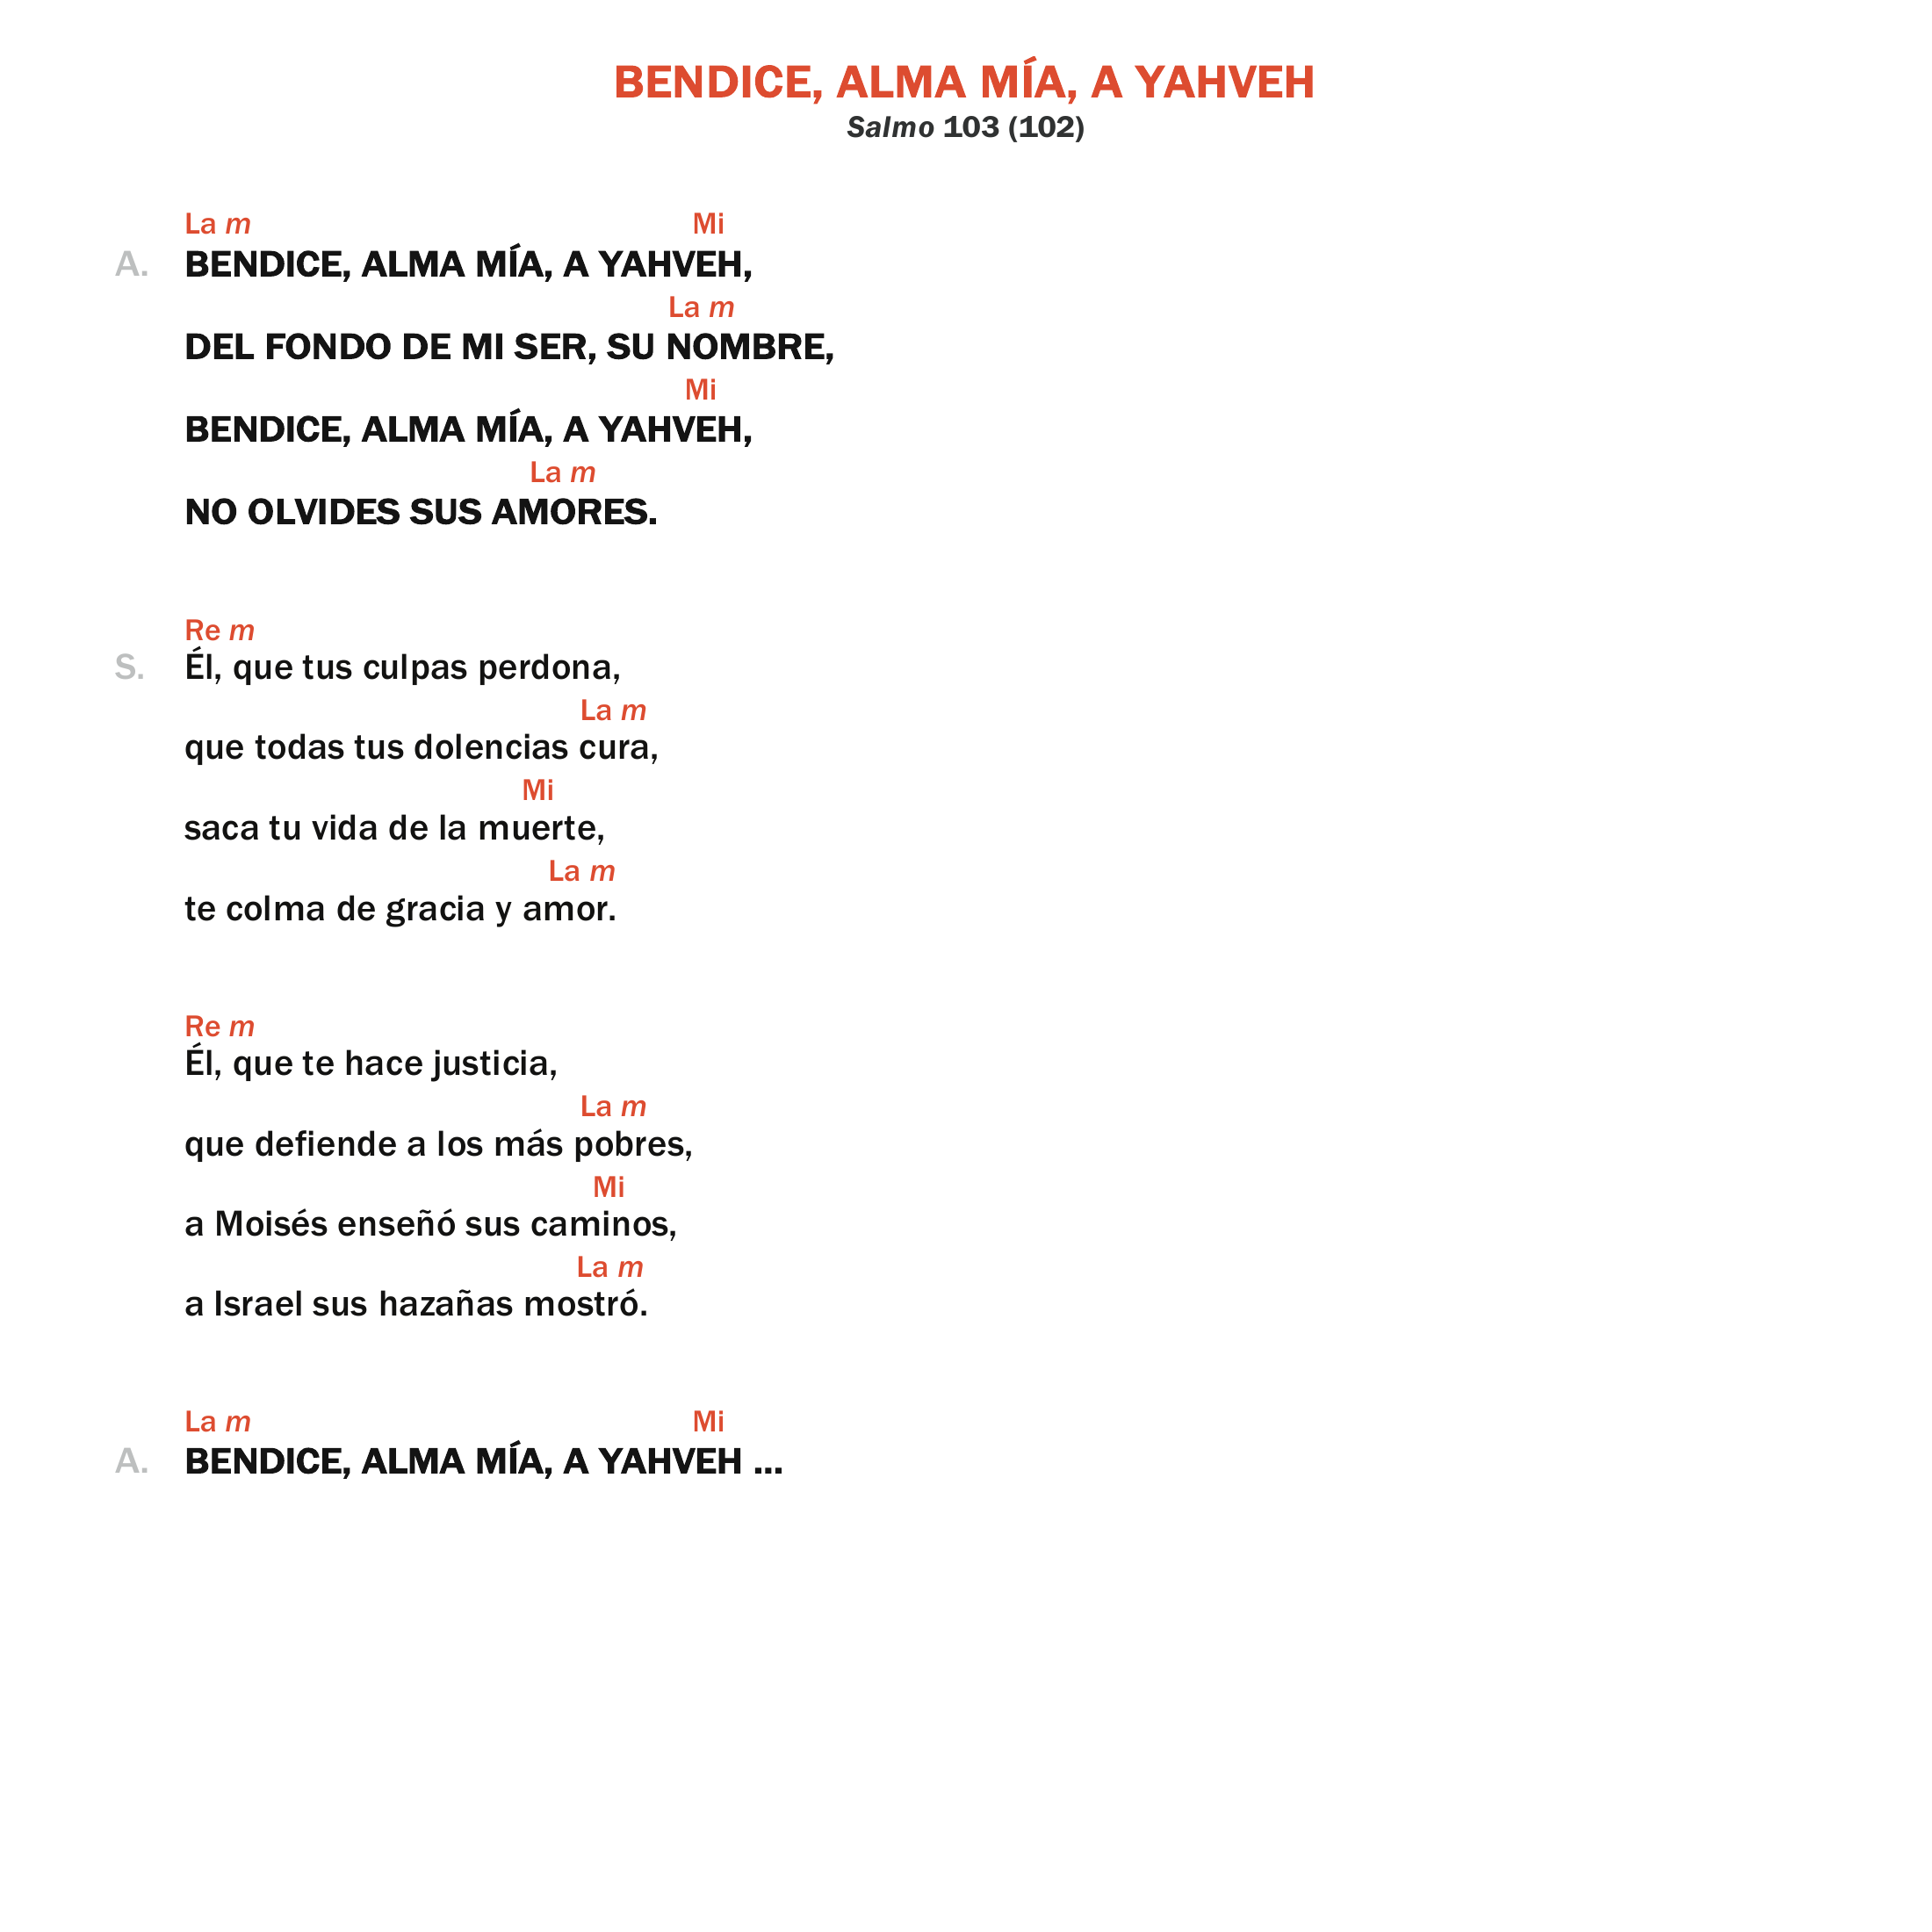 BENDICE, ALMA MÍA, A YAHVEH
Salmo 103 (102)
La m Mi
A. BENDICE, ALMA MÍA, A YAHVEH,
La m
DEL FONDO DE MI SER, SU NOMBRE,
Mi
BENDICE, ALMA MÍA, A YAHVEH,
La m
NO OLVIDES SUS AMORES.
Re m
S. Él, que tus culpas perdona,
La m
que todas tus dolencias cura,
Mi
saca tu vida de la muerte,
La m
te colma de gracia y amor.
Re m
Él, que te hace justicia,
La m
que defiende a los más pobres,
Mi
a Moisés enseñó sus caminos,
La m
a Israel sus hazañas mostró.
La m Mi
A. BENDICE, ALMA MÍA, A YAHVEH ...